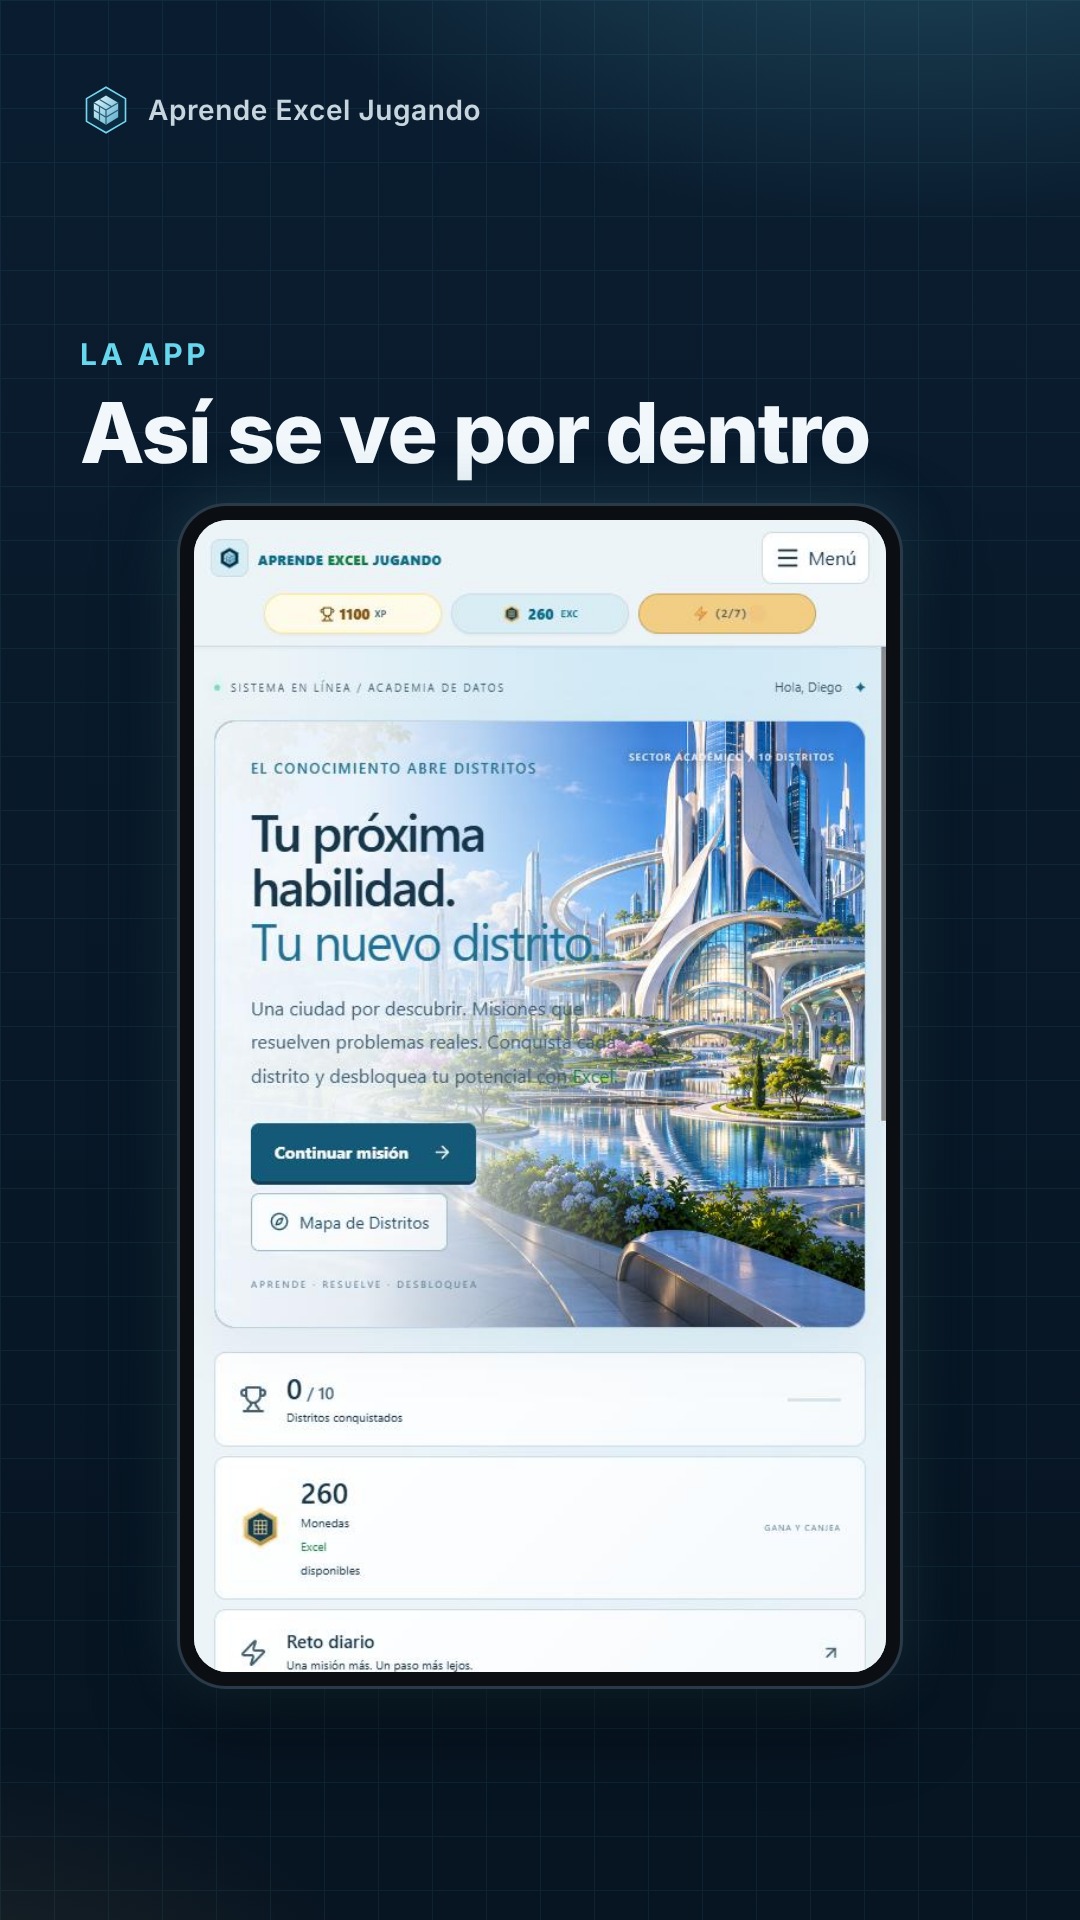 Aprende Excel Jugando
LA APP
Así se ve por dentro
APRENDE EXCEL JUGANDO
Menú
1100 XP
260 EXC
(2/7)
SISTEMA EN LÍNEA / ACADEMIA DE DATOS
Hola, Diego
EL CONOCIMIENTO ABRE DISTRITOS
SECTOR ACADÉMICO / 10 DISTRITOS
Tu próxima
habilidad.
Tu nuevo distrito.
Una ciudad por descubrir. Misiones que
resuelven problemas reales. Conquista cada
distrito y desbloquea tu potencial con Excel.
Continuar misión
Mapa de Distritos
APRENDE · RESUELVE · DESBLOQUEA
0 / 10
Distritos conquistados
260
Monedas
Excel
disponibles
GANA Y CANJEA
Reto diario
Una misión más. Un paso más lejos.